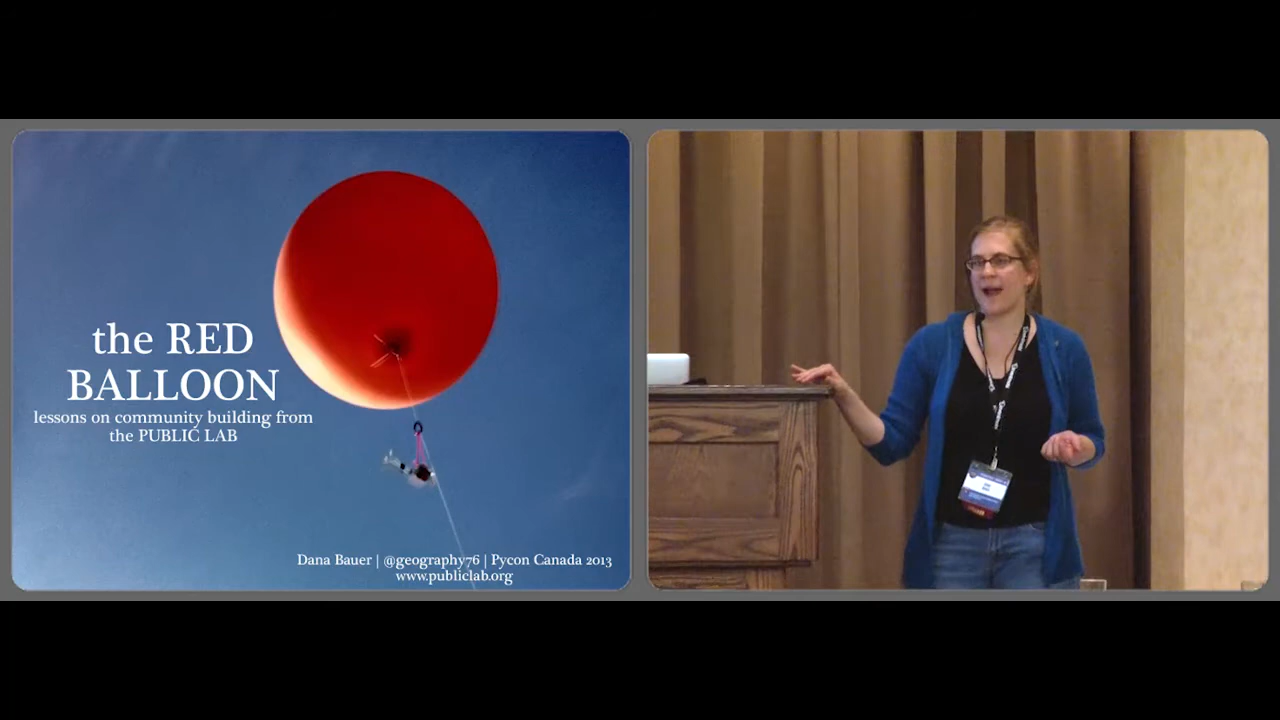 the RED
BALLOON
lessons on community building from
the PUBLIC LAB
Dana Bauer | @geography76 | Pycon Canada 2013
www.publiclab.org